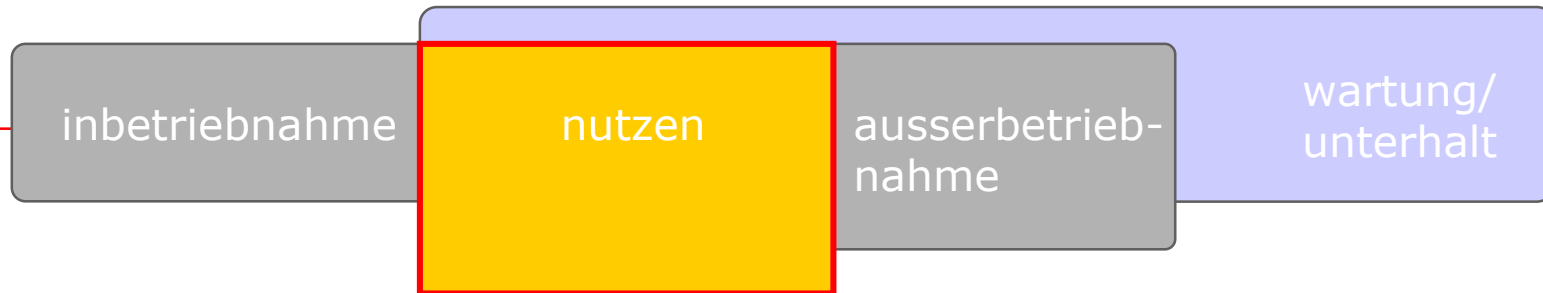 inbetriebnahme
nutzen
ausserbetrieb-
nahme
wartung/
unterhalt